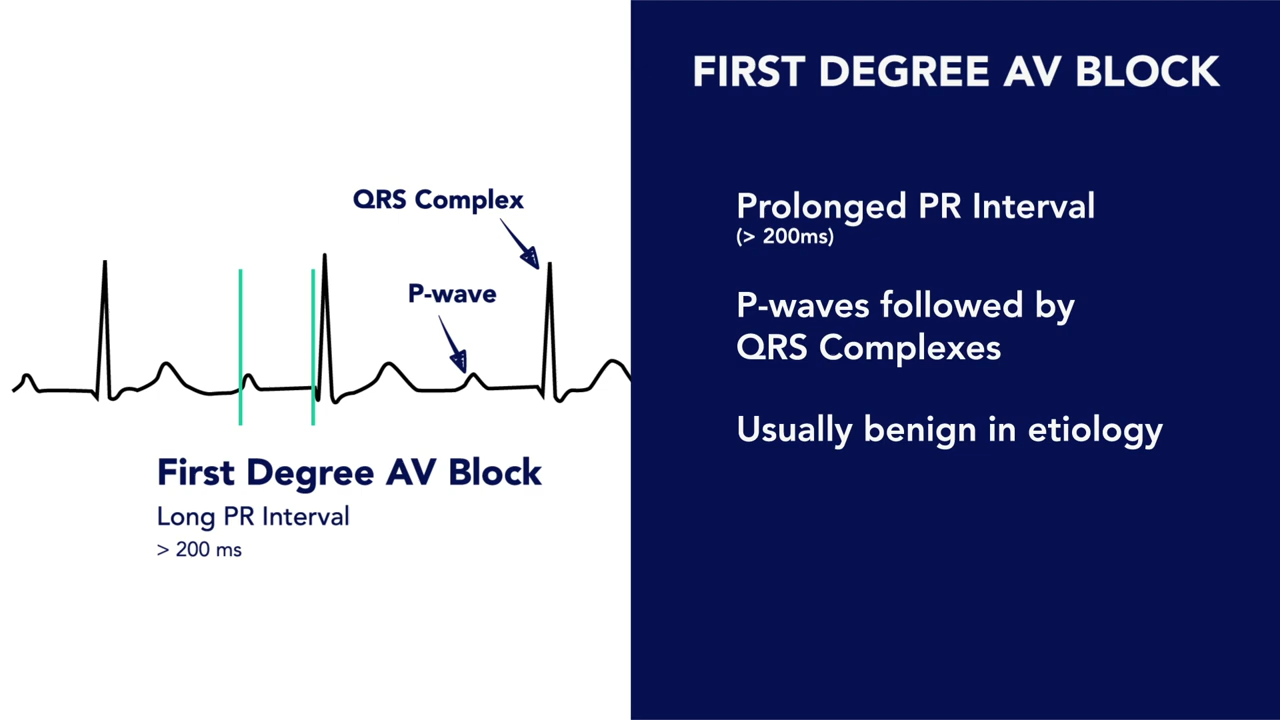 QRS Complex
P-wave
First Degree AV Block
Long PR Interval
> 200 ms
FIRST DEGREE AV BLOCK
Prolonged PR Interval
(> 200ms)
P-waves followed by
QRS Complexes
Usually benign in etiology